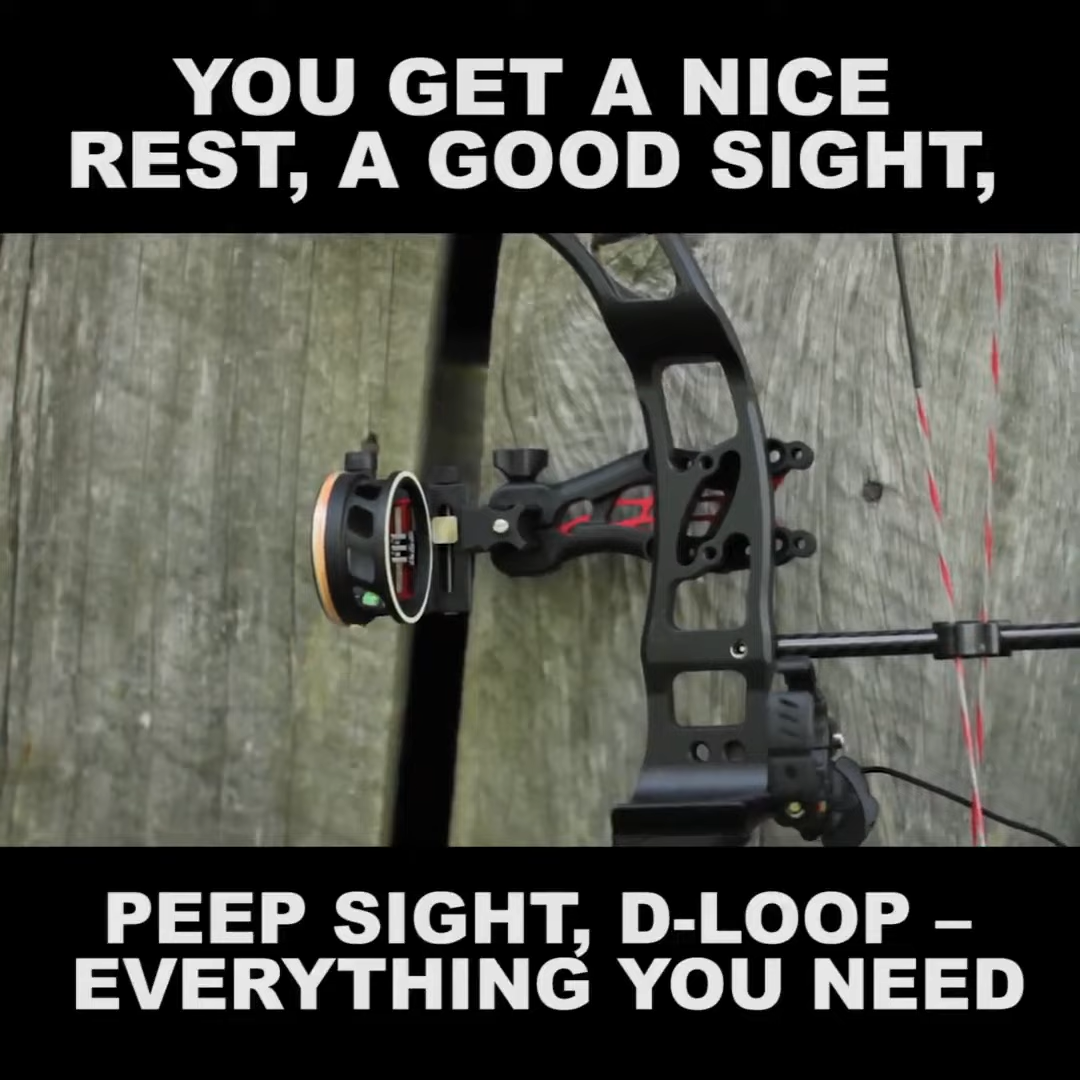 YOU GET A NICE
REST, A GOOD SIGHT,
PEEP SIGHT, D-LOOP –
EVERYTHING YOU NEED